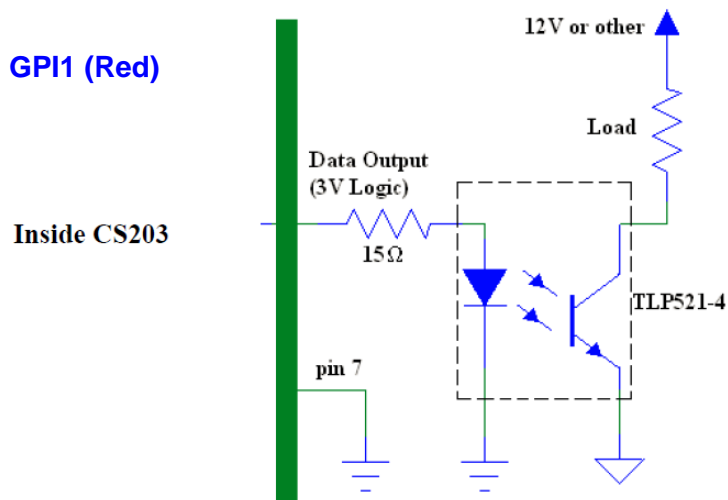 12V or other
GPI1 (Red)
Load
Data Output
(3V Logic)
Inside CS203
15Ω
TLP521-4
pin 7